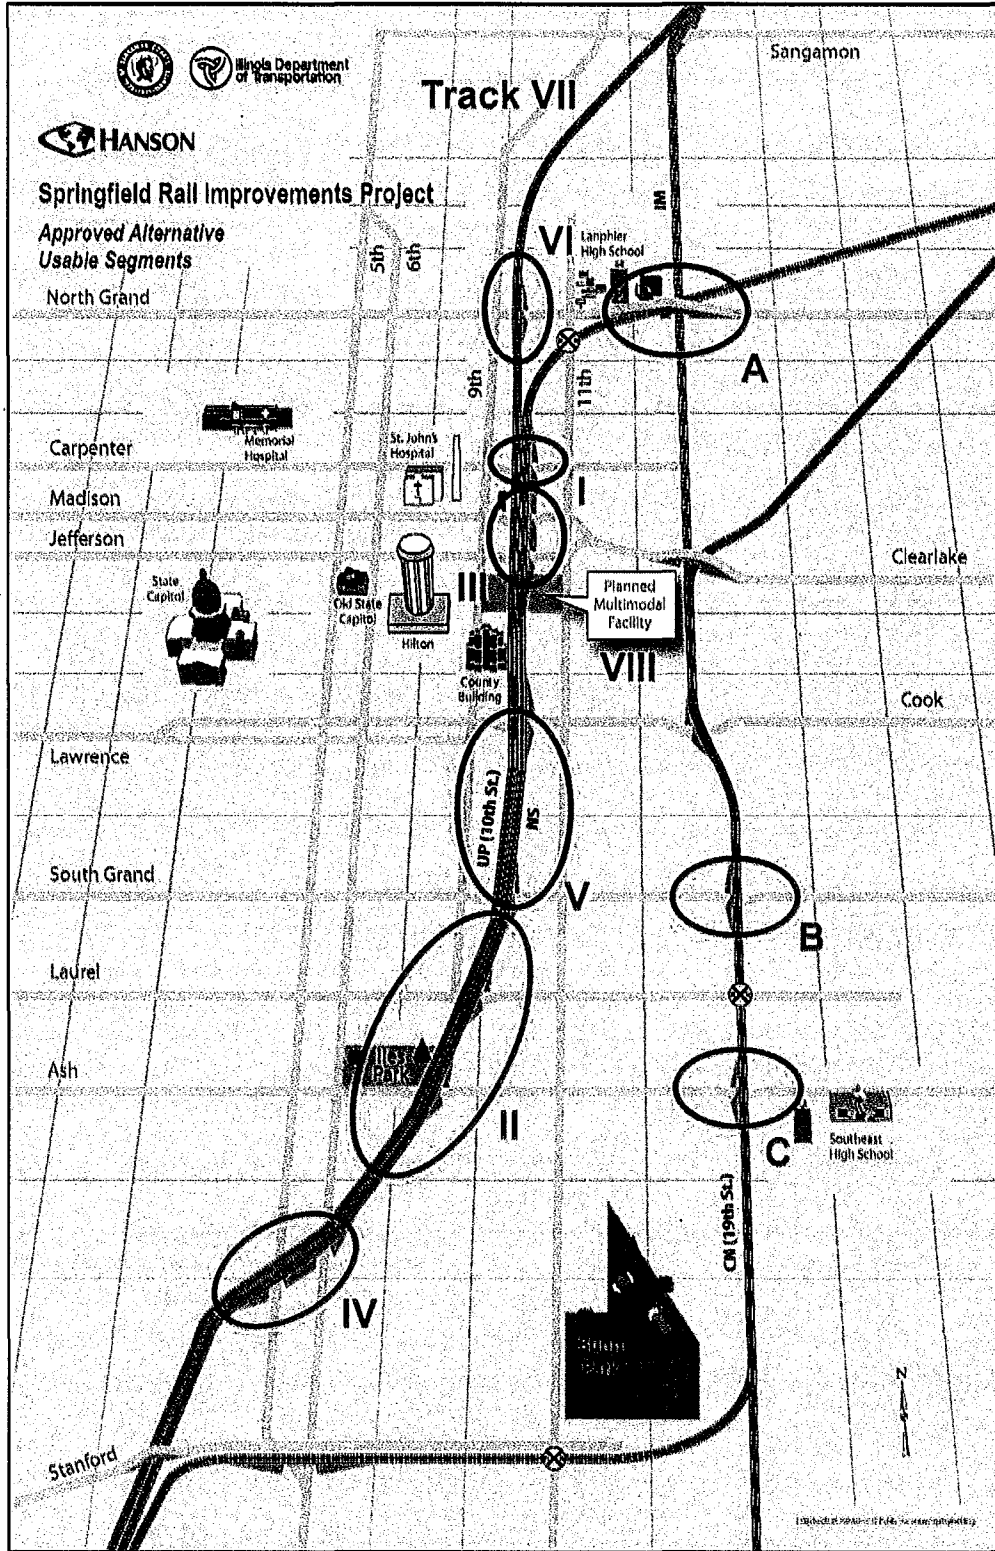 Illinois Department
of Transportation
HANSON
Springfield Rail Improvements Project
Approved Alternative
Usable Segments
Track VII
Sangamon
IM
5th
6th
VI
Lanphier
High School
North Grand
A
9th
11th
Memorial
Hospital
St. John's
Hospital
Carpenter
Madison
I
Jefferson
Clearlake
State
Capitol
Old State
Capitol
Hilton
III
Planned
Multimodal
Facility
VIII
County
Building
Cook
Lawrence
UP (10th St.)
NS
South Grand
V
B
Laurel
Ash
Park
II
C
Southeast
High School
CN (19th St.)
IV
N
Stanford